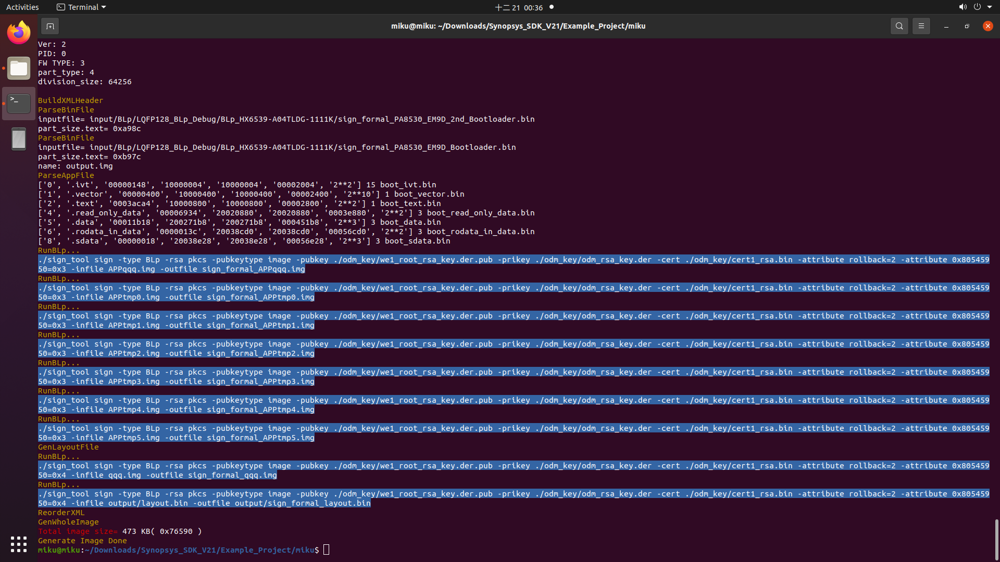 Activities
Terminal
十二 21 00:36
miku@miku: ~/Downloads/Synopsys_SDK_V21/Example_Project/miku
Ver: 2
PID: 0
FW TYPE: 3
part_type: 4
division_size: 64256
BuildXMLHeader
ParseBinFile
inputfile= input/BLp/LQFP128_BLp_Debug/BLp_HX6539-A04TLDG-1111K/sign_formal_PA8530_EM9D_2nd_Bootloader.bin
part_size.text= 0xa98c
ParseBinFile
inputfile= input/BLp/LQFP128_BLp_Debug/BLp_HX6539-A04TLDG-1111K/sign_formal_PA8530_EM9D_Bootloader.bin
part_size.text= 0xb97c
name: output.img
ParseAppFile
['0', '.ivt', '00000148', '10000004', '10000004', '00002004', '2**2'] 15 boot_ivt.bin
['1', '.vector', '00000400', '10000400', '10000400', '00002400', '2**10'] 1 boot_vector.bin
['2', '.text', '0003aca4', '10000800', '10000800', '00002800', '2**2'] 1 boot_text.bin
['4', '.read_only_data', '00006934', '20020880', '20020880', '0003e880', '2**2'] 3 boot_read_only_data.bin
['5', '.data', '00011b18', '200271b8', '200271b8', '000451b8', '2**3'] 3 boot_data.bin
['6', '.rodata_in_data', '0000013c', '20038cd0', '20038cd0', '00056cd0', '2**2'] 3 boot_rodata_in_data.bin
['8', '.sdata', '00000018', '20038e28', '20038e28', '00056e28', '2**3'] 3 boot_sdata.bin
RunBLp...
./sign_tool sign -type BLp -rsa pkcs -pubkeytype image -pubkey ./odm_key/we1_root_rsa_key.der.pub -prikey ./odm_key/odm_rsa_key.der -cert ./odm_key/cert1_rsa.bin -attribute rollback=2 -attribute 0x805459
50=0x3 -infile APPqqq.img -outfile sign_formal_APPqqq.img
RunBLp...
./sign_tool sign -type BLp -rsa pkcs -pubkeytype image -pubkey ./odm_key/we1_root_rsa_key.der.pub -prikey ./odm_key/odm_rsa_key.der -cert ./odm_key/cert1_rsa.bin -attribute rollback=2 -attribute 0x805459
50=0x3 -infile APPtmp0.img -outfile sign_formal_APPtmp0.img
RunBLp...
./sign_tool sign -type BLp -rsa pkcs -pubkeytype image -pubkey ./odm_key/we1_root_rsa_key.der.pub -prikey ./odm_key/odm_rsa_key.der -cert ./odm_key/cert1_rsa.bin -attribute rollback=2 -attribute 0x805459
50=0x3 -infile APPtmp1.img -outfile sign_formal_APPtmp1.img
RunBLp...
./sign_tool sign -type BLp -rsa pkcs -pubkeytype image -pubkey ./odm_key/we1_root_rsa_key.der.pub -prikey ./odm_key/odm_rsa_key.der -cert ./odm_key/cert1_rsa.bin -attribute rollback=2 -attribute 0x805459
50=0x3 -infile APPtmp2.img -outfile sign_formal_APPtmp2.img
RunBLp...
./sign_tool sign -type BLp -rsa pkcs -pubkeytype image -pubkey ./odm_key/we1_root_rsa_key.der.pub -prikey ./odm_key/odm_rsa_key.der -cert ./odm_key/cert1_rsa.bin -attribute rollback=2 -attribute 0x805459
50=0x3 -infile APPtmp3.img -outfile sign_formal_APPtmp3.img
RunBLp...
./sign_tool sign -type BLp -rsa pkcs -pubkeytype image -pubkey ./odm_key/we1_root_rsa_key.der.pub -prikey ./odm_key/odm_rsa_key.der -cert ./odm_key/cert1_rsa.bin -attribute rollback=2 -attribute 0x805459
50=0x3 -infile APPtmp4.img -outfile sign_formal_APPtmp4.img
RunBLp...
./sign_tool sign -type BLp -rsa pkcs -pubkeytype image -pubkey ./odm_key/we1_root_rsa_key.der.pub -prikey ./odm_key/odm_rsa_key.der -cert ./odm_key/cert1_rsa.bin -attribute rollback=2 -attribute 0x805459
50=0x3 -infile APPtmp5.img -outfile sign_formal_APPtmp5.img
GenLayoutFile
RunBLp...
./sign_tool sign -type BLp -rsa pkcs -pubkeytype image -pubkey ./odm_key/we1_root_rsa_key.der.pub -prikey ./odm_key/odm_rsa_key.der -cert ./odm_key/cert1_rsa.bin -attribute rollback=2 -attribute 0x805459
50=0x4 -infile qqq.img -outfile sign_formal_qqq.img
RunBLp...
./sign_tool sign -type BLp -rsa pkcs -pubkeytype image -pubkey ./odm_key/we1_root_rsa_key.der.pub -prikey ./odm_key/odm_rsa_key.der -cert ./odm_key/cert1_rsa.bin -attribute rollback=2 -attribute 0x805459
50=0x4 -infile output/layout.bin -outfile output/sign_formal_layout.bin
ReorderXML
GenWholeImage
Total image size= 473 KB( 0x76590 )
Generate Image Done
miku@miku:~/Downloads/Synopsys_SDK_V21/Example_Project/miku$